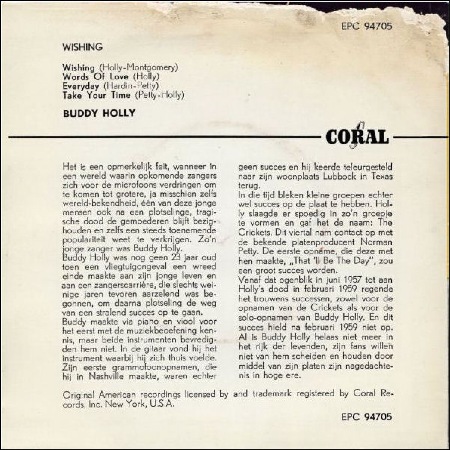 EPC 94705
WISHING
Wishing (Holly-Montgomery)
Words Of Love (Holly)
Everyday (Hardin-Petty)
Take Your Time (Petty-Holly)
BUDDY HOLLY
CORAL
Het is een opmerkelijk feit, wanneer in
een wereld waarin opkomende zangers
zich voor de microfoons verdringen om
te komen tot grotere, ja misschien zelfs
wereld-bekendheid, één van deze jonge
mensen ook na een plotselinge, tragi-
sche dood de gemoederen blijft bezig-
houden en zelfs een steeds toenemende
populariteit weet te verkrijgen. Zo'n
jonge zanger was Buddy Holly.
Buddy Holly was nog geen 23 jaar oud
toen een vliegtuigongeval een wreed
einde maakte aan zijn jonge leven en
aan een zangerscarrière, die slechts wei-
nige jaren tevoren aarzelend was be-
gonnen, om daarna plotseling de weg
van een stralend succes op te gaan.
Buddy maakte via piano en viool voor
het eerst met de muziekbeoefening ken-
nis, maar beide instrumenten bevredig-
den hem niet. In de gitaar vond hij het
instrument waarbij hij zich thuis voelde.
Zijn eerste grammofoonopnamen, die
hij in Nashville maakte, waren echter
geen succes en hij keerde teleurgesteld
naar zijn woonplaats Lubbock in Texas
terug.
In die tijd bleken kleine groepen echter
wel succes op de plaat te hebben. Hol-
ly slaagde er spoedig in zo'n groepje
te vormen en gaf het de naam: The
Crickets. Dit viertal nam contact op met
de bekende platenproducent Norman
Petty. De eerste opname, die deze met
hen maakte, „That 'll Be The Day", zou
een groot succes worden.
Vanaf dat ogenblik in juni 1957 tot aan
Holly's dood in februari 1959 regende
het trouwens successen, zowel voor de
opnamen van de Crickets als voor de
solo-opnamen van Buddy Holly. En dit
succes hield na februari 1959 niet op.
Al is Buddy Holly helaas niet meer in
het rijk der levenden, zijn fans willen
niet van hem scheiden en houden door
middel van zijn platen zijn nagedachte-
nis in hoge ere.
Original American recordings licensed by and trademark registered by Coral Re-
cords Inc. New York, U.S.A.
EPC 94705